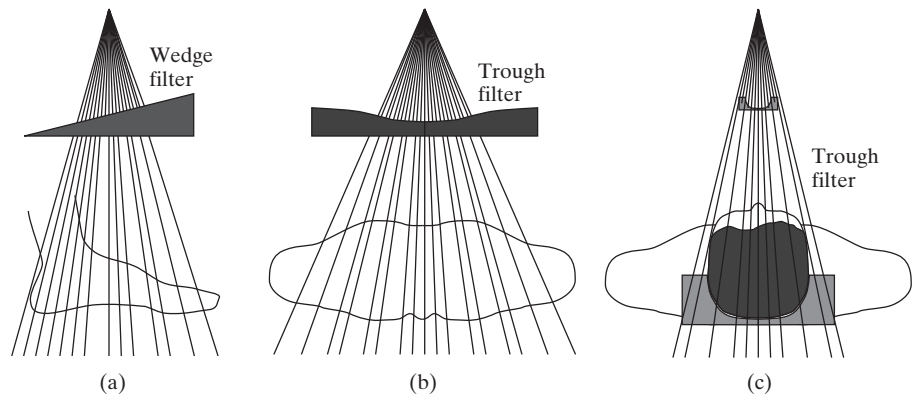 Wedge
filter
Trough
filter
Trough
filter
(a)
(b)
(c)